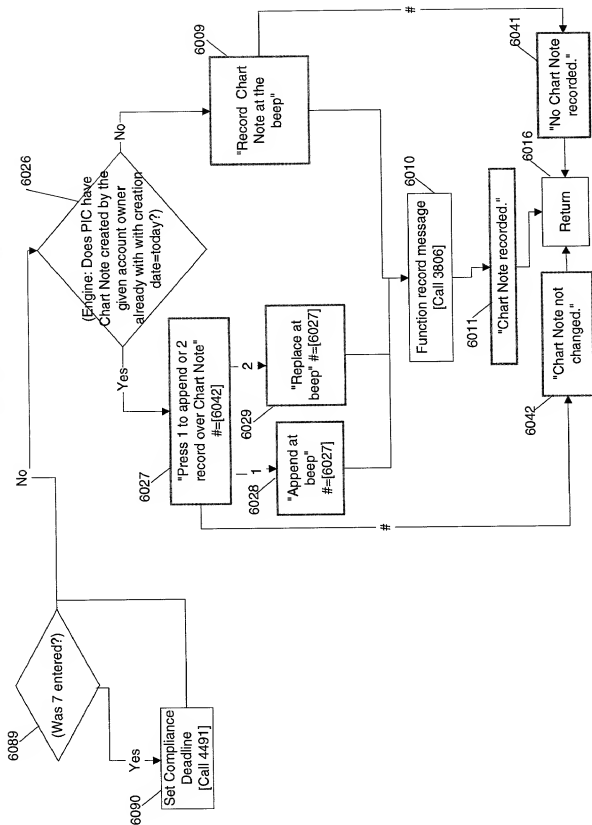 6089
(Was 7 entered?)
No
Yes
6090
Set Compliance
Deadline
[Call 4491]
6026
(Engine: Does PIC have
Chart Note created by the
given account owner
already with with creation
date=today?)
Yes
No
6027
"Press 1 to append or 2
record over Chart Note"
#=[6042]
1
2
6028
"Append at
beep"
#=[6027]
6029
"Replace at
beep" #=[6027]
6009
"Record Chart
Note at the
beep"
#
#
6010
Function record message
[Call 3806]
6011
"Chart Note recorded."
6042
"Chart Note not
changed."
6016
Return
6041
"No Chart Note
recorded."